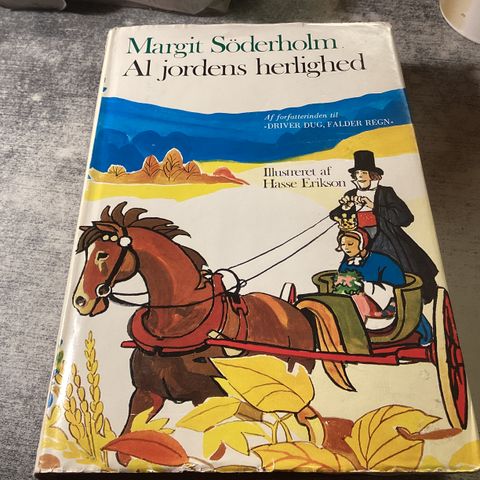 Margit Söderholm
Al jordens herlighed
Af forfatterinden til
»DRIVER DUG, FALDER REGN«
Illustreret af
Hasse Erikson